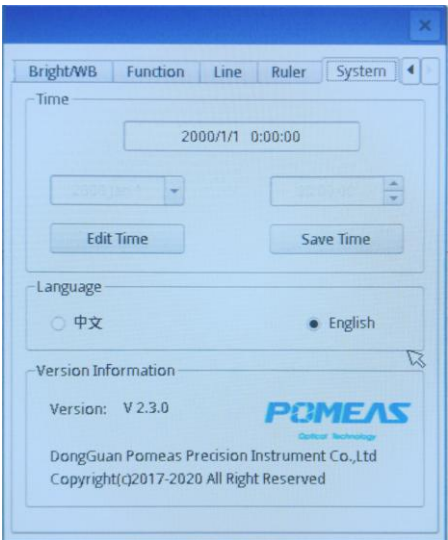 Bright/WB Function Line Ruler System
Time
2000/1/1 0:00:00
Edit Time Save Time
Language
中文 English
Version Information
Version: V 2.3.0
POMEAS
Optical Technology
DongGuan Pomeas Precision Instrument Co.,Ltd
Copyright(c)2017-2020 All Right Reserved